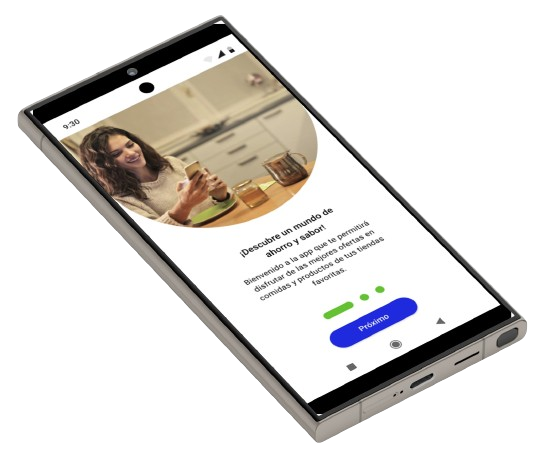 9:30
¡Descubre un mundo de
ahorro y sabor!
Bienvenido a la app que te permitirá
disfrutar de las mejores ofertas en
comidas y productos de tus tiendas
favoritas.
Próximo